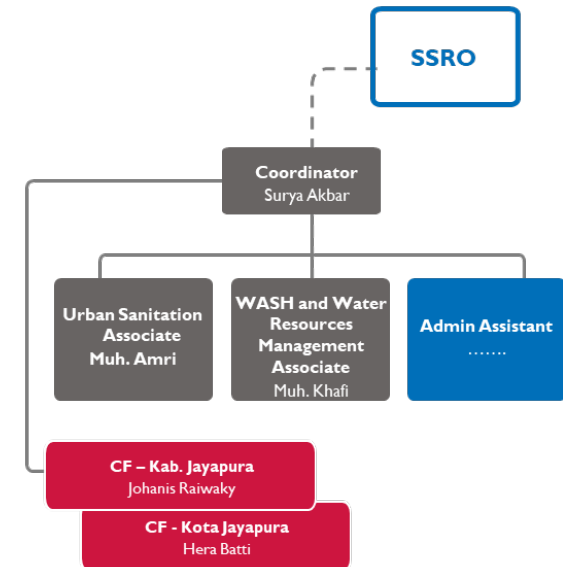 SSRO
Coordinator
Surya Akbar
Urban Sanitation
Associate
Muh. Amri
WASH and Water
Resources
Management
Associate
Muh. Khafi
Admin Assistant
.......
CF – Kab. Jayapura
Johanis Raiwaky
CF - Kota Jayapura
Hera Batti